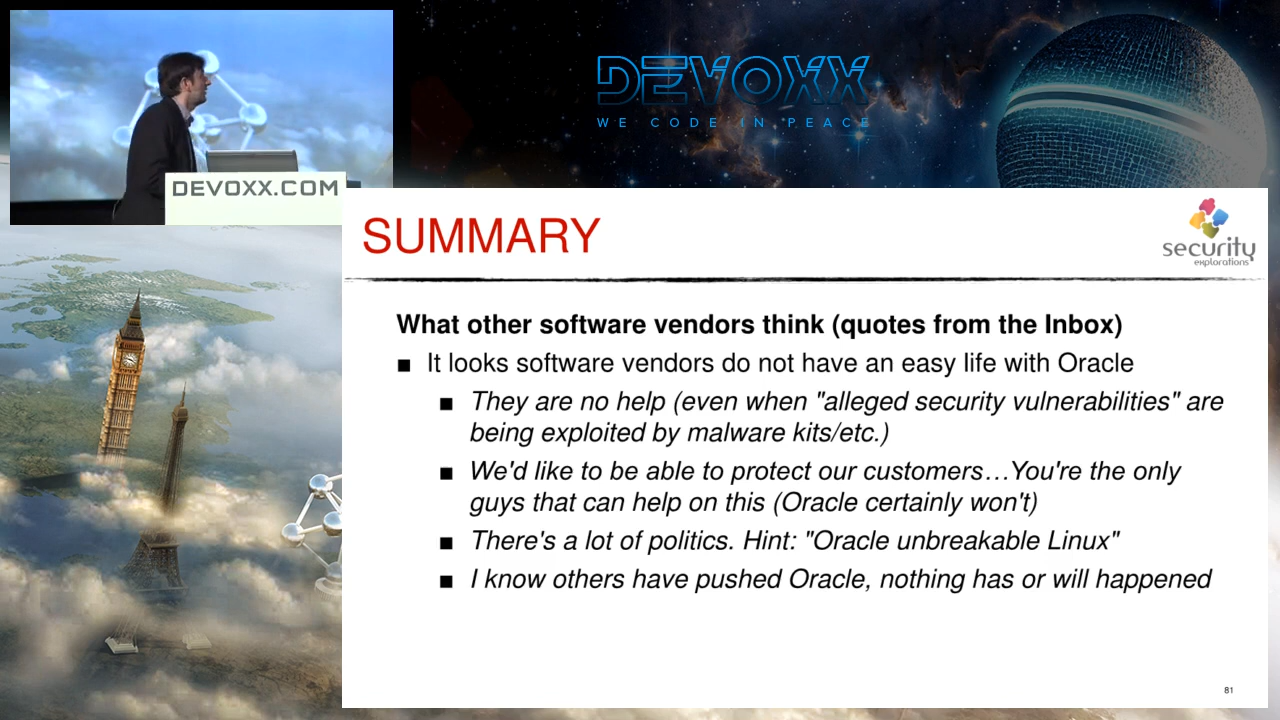 DEVOXX
WE CODE IN PEACE
DEVOXX.COM
SUMMARY
security
explorations
What other software vendors think (quotes from the Inbox)
■ It looks software vendors do not have an easy life with Oracle
■ They are no help (even when "alleged security vulnerabilities" are
being exploited by malware kits/etc.)
■ We'd like to be able to protect our customers…You're the only
guys that can help on this (Oracle certainly won't)
■ There's a lot of politics. Hint: "Oracle unbreakable Linux"
■ I know others have pushed Oracle, nothing has or will happened
81